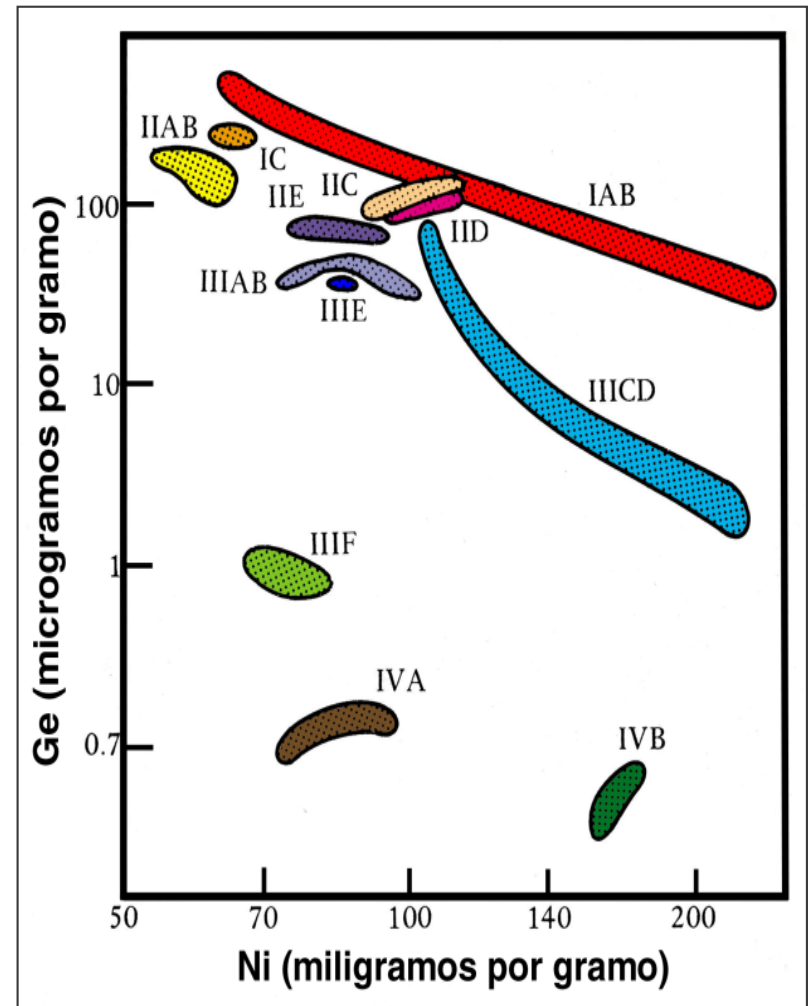 IIAB
IC
IIC
IAB
100
IIE
IID
IIIAB
IIIE
10
IIICD
1
IIIF
IVA
0.7
IVB
Ge (microgramos por gramo)
50 70 100 140 200
Ni (miligramos por gramo)